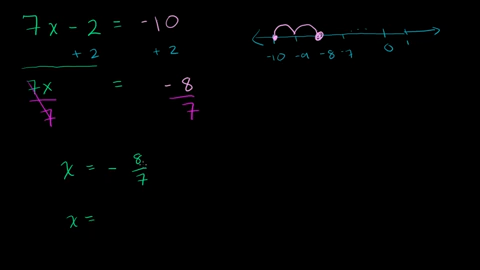 7x - 2 = -10
+ 2 + 2
7x = - 8
7 7
x = - 8/7
x =
-10 -9 -8 -7 ... 0 1